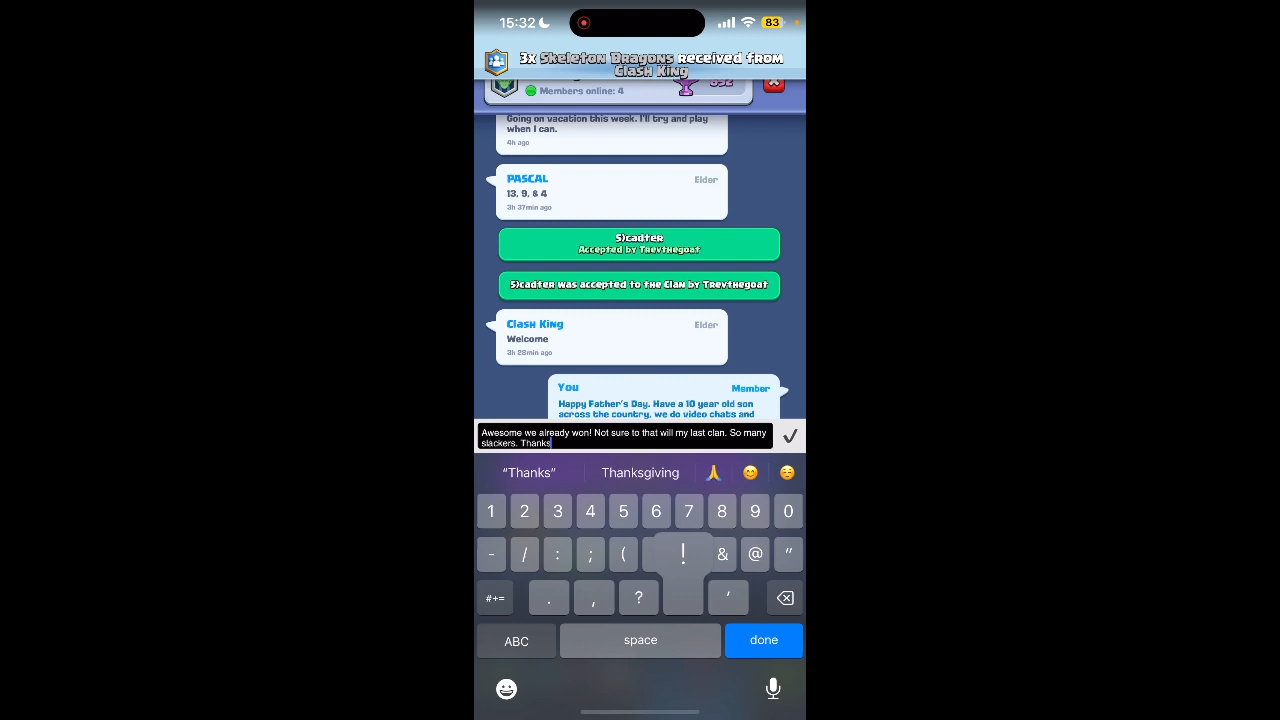 15:32
83
3x Skeleton Dragons received from
Clash King
Members online: 4
Going on vacation this week. I'll try and play
when I can.
4h ago
PASCAL Elder
13, 9, & 4
3h 37min ago
S)cadter
Accepted by Trevthegoat
S)cadter was accepted to the Clan by Trevthegoat
Clash King Elder
Welcome
3h 28min ago
You Member
Happy Father's Day. Have a 10 year old son
across the country, we do video chats and
Awesome we already won! Not sure to that will my last clan. So many
slackers. Thanks
“Thanks” Thanksgiving
1 2 3 4 5 6 7 8 9 0
- / : ; ( ! & @ ”
#+= . , ? ’
ABC space done